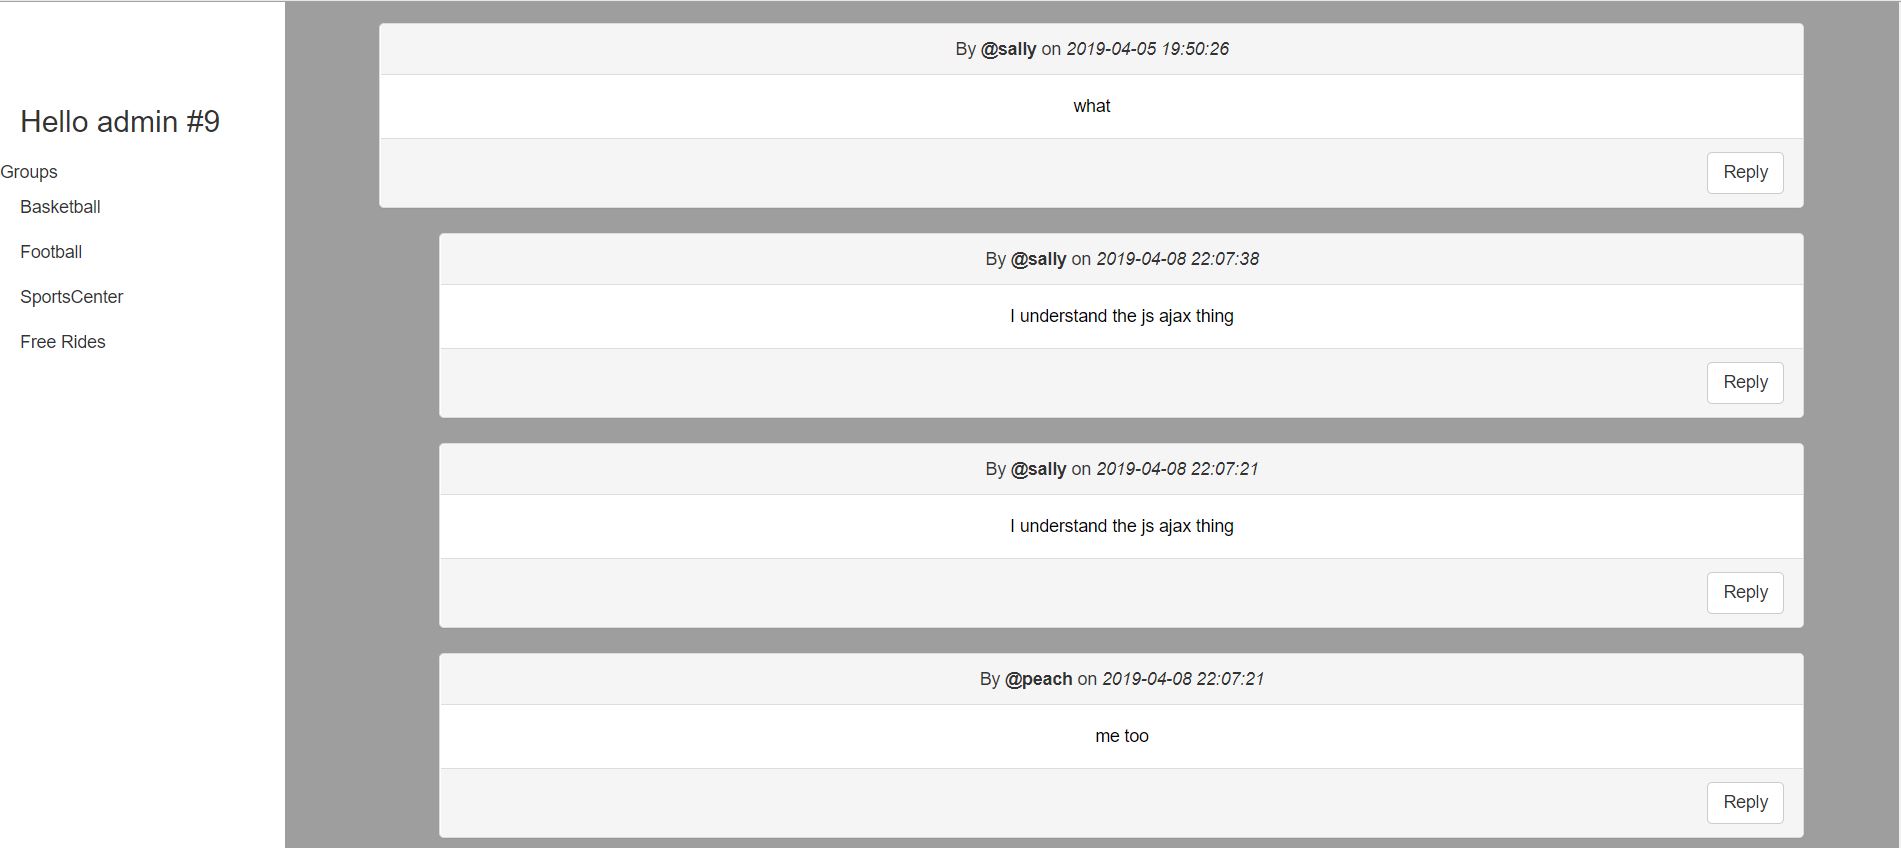 Hello admin #9
Groups
Basketball
Football
SportsCenter
Free Rides
By @sally on 2019-04-05 19:50:26
what
Reply
By @sally on 2019-04-08 22:07:38
I understand the js ajax thing
Reply
By @sally on 2019-04-08 22:07:21
I understand the js ajax thing
Reply
By @peach on 2019-04-08 22:07:21
me too
Reply